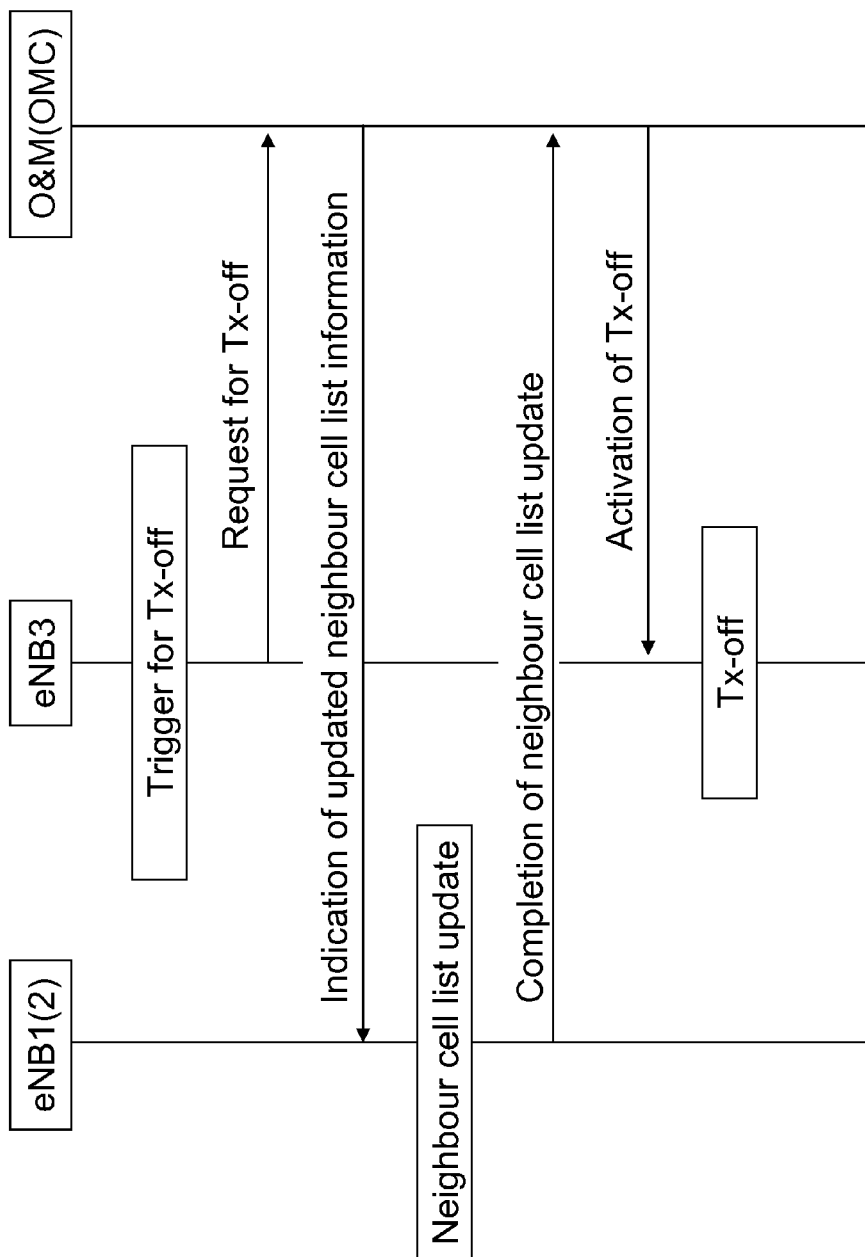 eNB1(2)
eNB3
O&M(OMC)
Trigger for Tx-off
Request for Tx-off
Indication of updated neighbour cell list information
Neighbour cell list update
Completion of neighbour cell list update
Activation of Tx-off
Tx-off